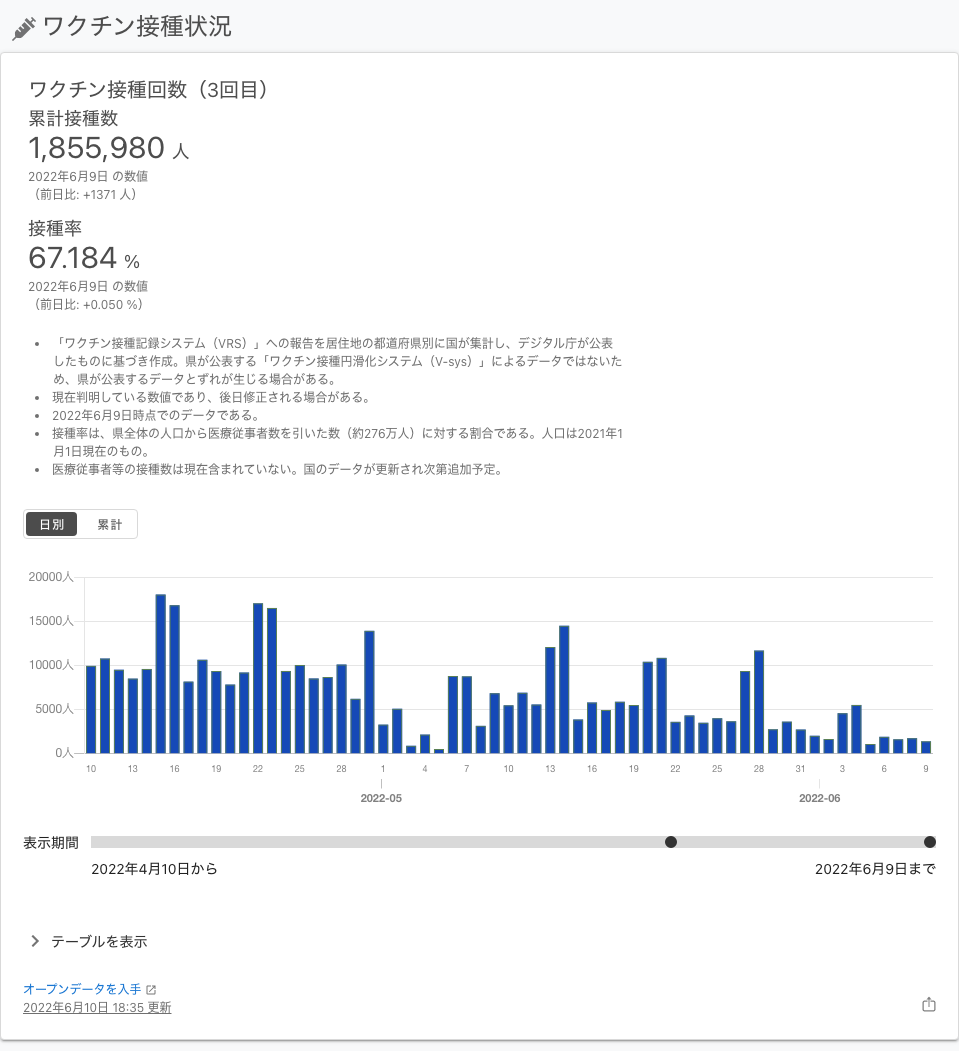 ワクチン接種状況
ワクチン接種回数（3回目）
累計接種数
1,855,980 人
2022年6月9日 の数値
（前日比: +1371 人）
接種率
67.184 %
2022年6月9日 の数値
（前日比: +0.050 %）
• 「ワクチン接種記録システム（VRS）」への報告を居住地の都道府県別に国が集計し、デジタル庁が公表
したものに基づき作成。県が公表する「ワクチン接種円滑化システム（V-sys）」によるデータではないた
め、県が公表するデータとずれが生じる場合がある。
• 現在判明している数値であり、後日修正される場合がある。
• 2022年6月9日時点でのデータである。
• 接種率は、県全体の人口から医療従事者数を引いた数（約276万人）に対する割合である。人口は2021年1
月1日現在のもの。
• 医療従事者等の接種数は現在含まれていない。国のデータが更新され次第追加予定。
日別 累計
20000人
15000人
10000人
5000人
0人
10 13 16 19 22 25 28 1 4 7 10 13 16 19 22 25 28 31 3 6 9
2022-05 2022-06
表示期間
2022年4月10日から 2022年6月9日まで
テーブルを表示
オープンデータを入手
2022年6月10日 18:35 更新